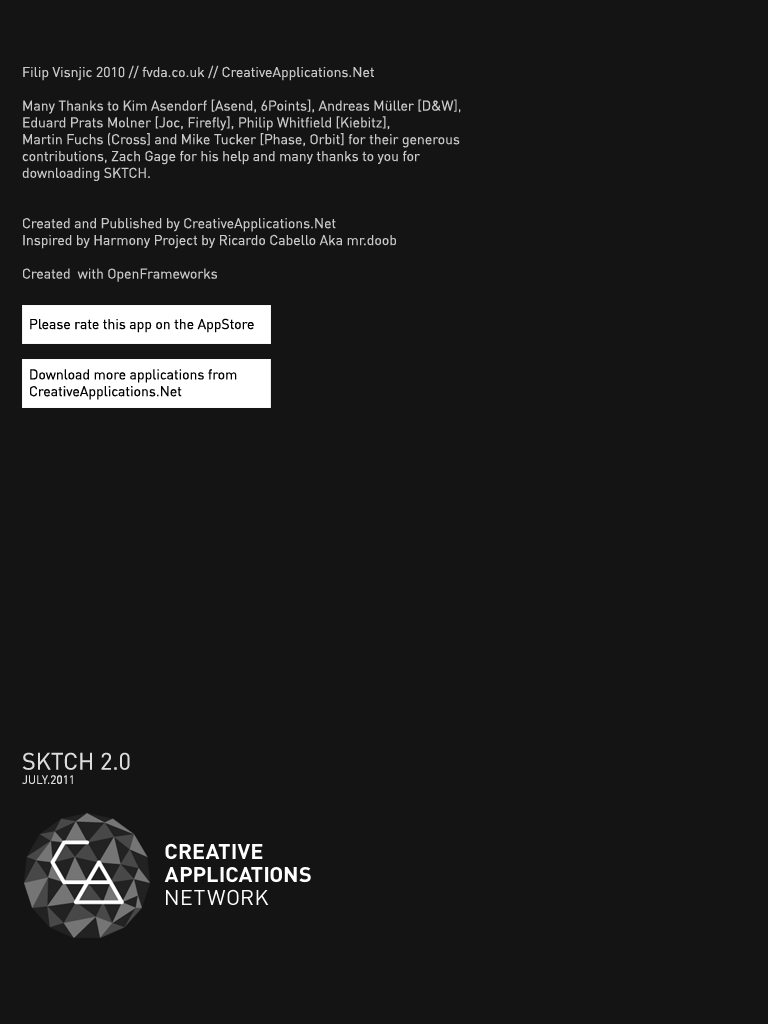 Filip Visnjic 2010 // fvda.co.uk // CreativeApplications.Net
Many Thanks to Kim Asendorf [Asend, 6Points], Andreas Müller [D&W],
Eduard Prats Molner [Joc, Firefly], Philip Whitfield [Kiebitz],
Martin Fuchs (Cross] and Mike Tucker [Phase, Orbit] for their generous
contributions, Zach Gage for his help and many thanks to you for
downloading SKTCH.
Created and Published by CreativeApplications.Net
Inspired by Harmony Project by Ricardo Cabello Aka mr.doob
Created  with OpenFrameworks
Please rate this app on the AppStore
Download more applications from
CreativeApplications.Net
SKTCH 2.0
JULY.2011
CA
CREATIVE
APPLICATIONS
NETWORK